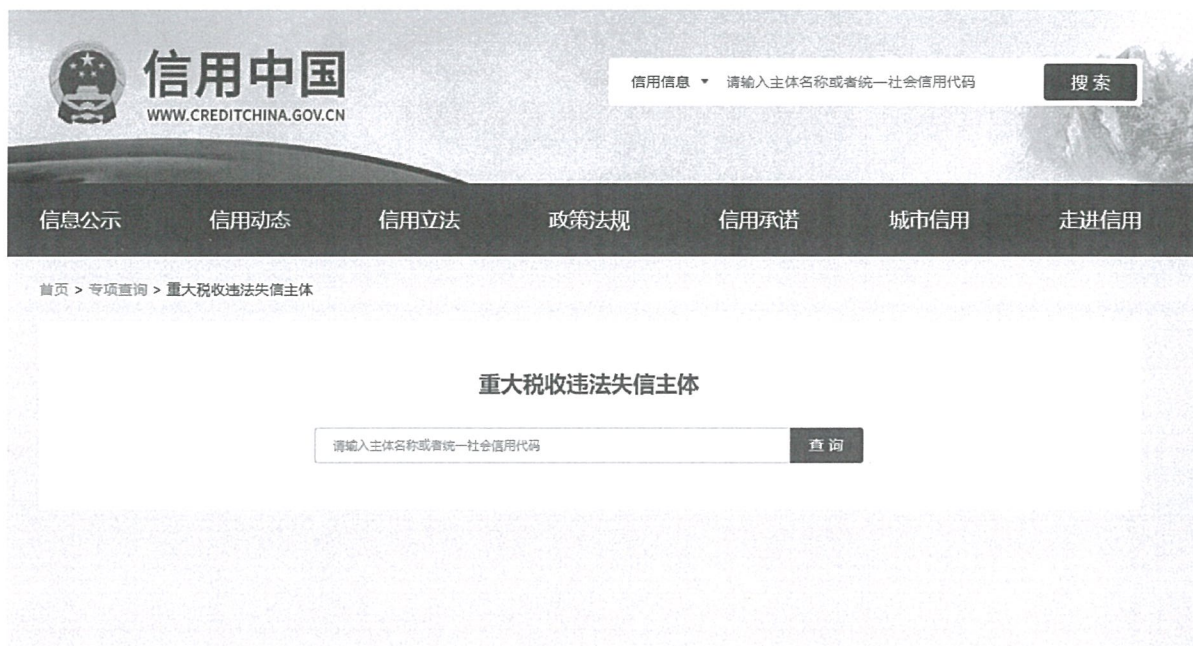 信用中国
WWW.CREDITCHINA.GOV.CN
信用信息 请输入主体名称或者统一社会信用代码 搜索
信息公示 信用动态 信用立法 政策法规 信用承诺 城市信用 走进信用
首页 > 专项查询 > 重大税收违法失信主体
重大税收违法失信主体
请输入主体名称或者统一社会信用代码 查询